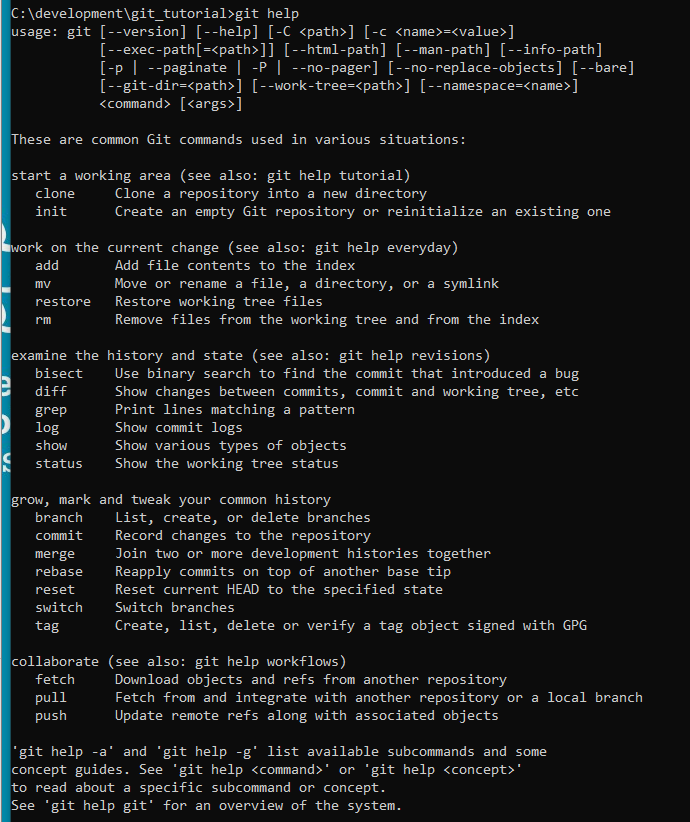 C:\development\git_tutorial>git help
usage: git [--version] [--help] [-C <path>] [-c <name>=<value>]
           [--exec-path[=<path>]] [--html-path] [--man-path] [--info-path]
           [-p | --paginate | -P | --no-pager] [--no-replace-objects] [--bare]
           [--git-dir=<path>] [--work-tree=<path>] [--namespace=<name>]
           <command> [<args>]

These are common Git commands used in various situations:

start a working area (see also: git help tutorial)
   clone     Clone a repository into a new directory
   init      Create an empty Git repository or reinitialize an existing one

work on the current change (see also: git help everyday)
   add       Add file contents to the index
   mv        Move or rename a file, a directory, or a symlink
   restore   Restore working tree files
   rm        Remove files from the working tree and from the index

examine the history and state (see also: git help revisions)
   bisect    Use binary search to find the commit that introduced a bug
   diff      Show changes between commits, commit and working tree, etc
   grep      Print lines matching a pattern
   log       Show commit logs
   show      Show various types of objects
   status    Show the working tree status

grow, mark and tweak your common history
   branch    List, create, or delete branches
   commit    Record changes to the repository
   merge     Join two or more development histories together
   rebase    Reapply commits on top of another base tip
   reset     Reset current HEAD to the specified state
   switch    Switch branches
   tag       Create, list, delete or verify a tag object signed with GPG

collaborate (see also: git help workflows)
   fetch     Download objects and refs from another repository
   pull      Fetch from and integrate with another repository or a local branch
   push      Update remote refs along with associated objects

'git help -a' and 'git help -g' list available subcommands and some
concept guides. See 'git help <command>' or 'git help <concept>'
to read about a specific subcommand or concept.
See 'git help git' for an overview of the system.